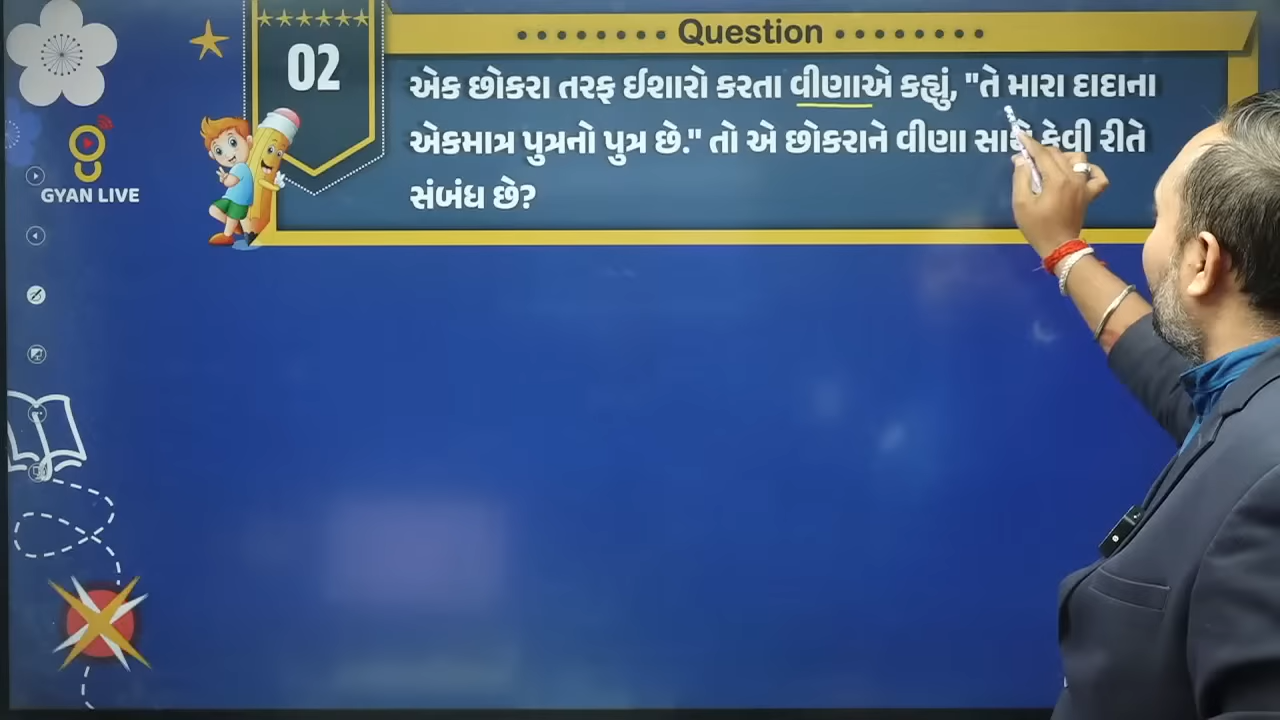 Question
02
એક છોકરા તરફ ઈશારો કરતા વીણાએ કહ્યું, "તે મારા દાદાના
એકમાત્ર પુત્રનો પુત્ર છે." તો એ છોકરાને વીણા સાથે કેવી રીતે
સંબંધ છે?
GYAN LIVE